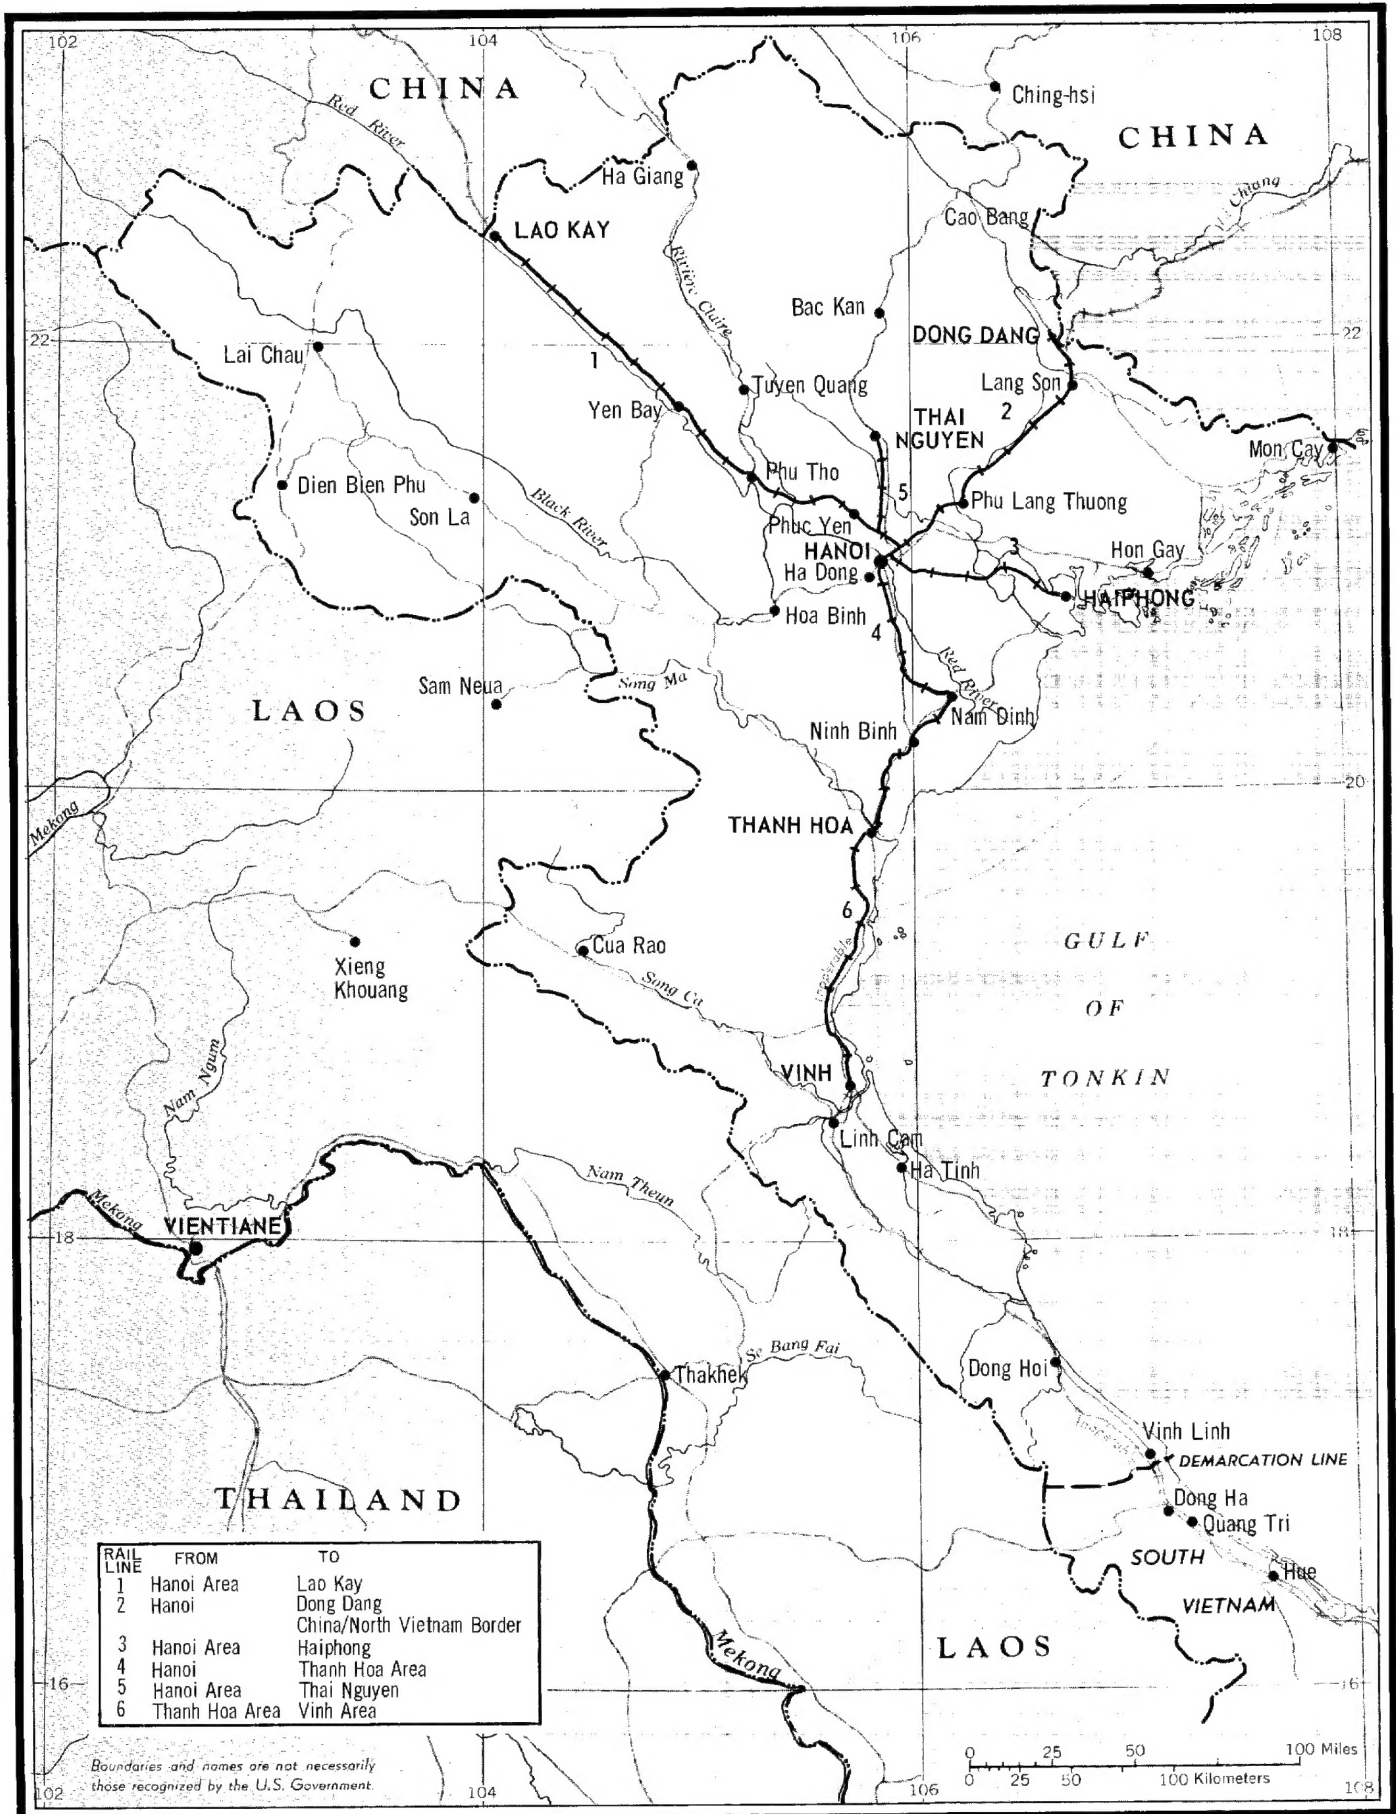 102
104
106
108
CHINA
Red River
Ching-hsi
CHINA
Ha Giang
Chiang
Cao Bang
LAO KAY
Rivière Claire
Bac Kan
DONG DANG
22
22
Lai Chau
1
Lang Son
Tuyen Quang
2
Yen Bay
THAI
NGUYEN
Mon Cay
Phu Tho
Dien Bien Phu
5
Phu Lang Thuong
Son La
Black River
Phuc Yen
3
HANOI
Hon Gay
Ha Dong
HAIPHONG
Hoa Binh
4
Red River
Song Ma
Sam Neua
LAOS
Nam Dinh
Ninh Binh
20
Mekong
THANH HOA
6
GULF
Cua Rao
Xieng
Khouang
Song Ca
OF
Nam Ngum
VINH
TONKIN
Linh Cam
Ha Tinh
Nam Theun
Mekong
VIENTIANE
18
18
Se Bang Fai
Thakhek
Dong Hoi
Vinh Linh
DEMARCATION LINE
THAILAND
Dong Ha
Quang Tri
SOUTH
Hue
VIETNAM
LAOS
Mekong
16
16
RAIL LINE FROM TO
1 Hanoi Area Lao Kay
2 Hanoi Dong Dang
China/North Vietnam Border
3 Hanoi Area Haiphong
4 Hanoi Thanh Hoa Area
5 Hanoi Area Thai Nguyen
6 Thanh Hoa Area Vinh Area
Boundaries and names are not necessarily
those recognized by the U.S. Government.
0 25 50 100 Miles
0 25 50 100 Kilometers
102
104
106
108